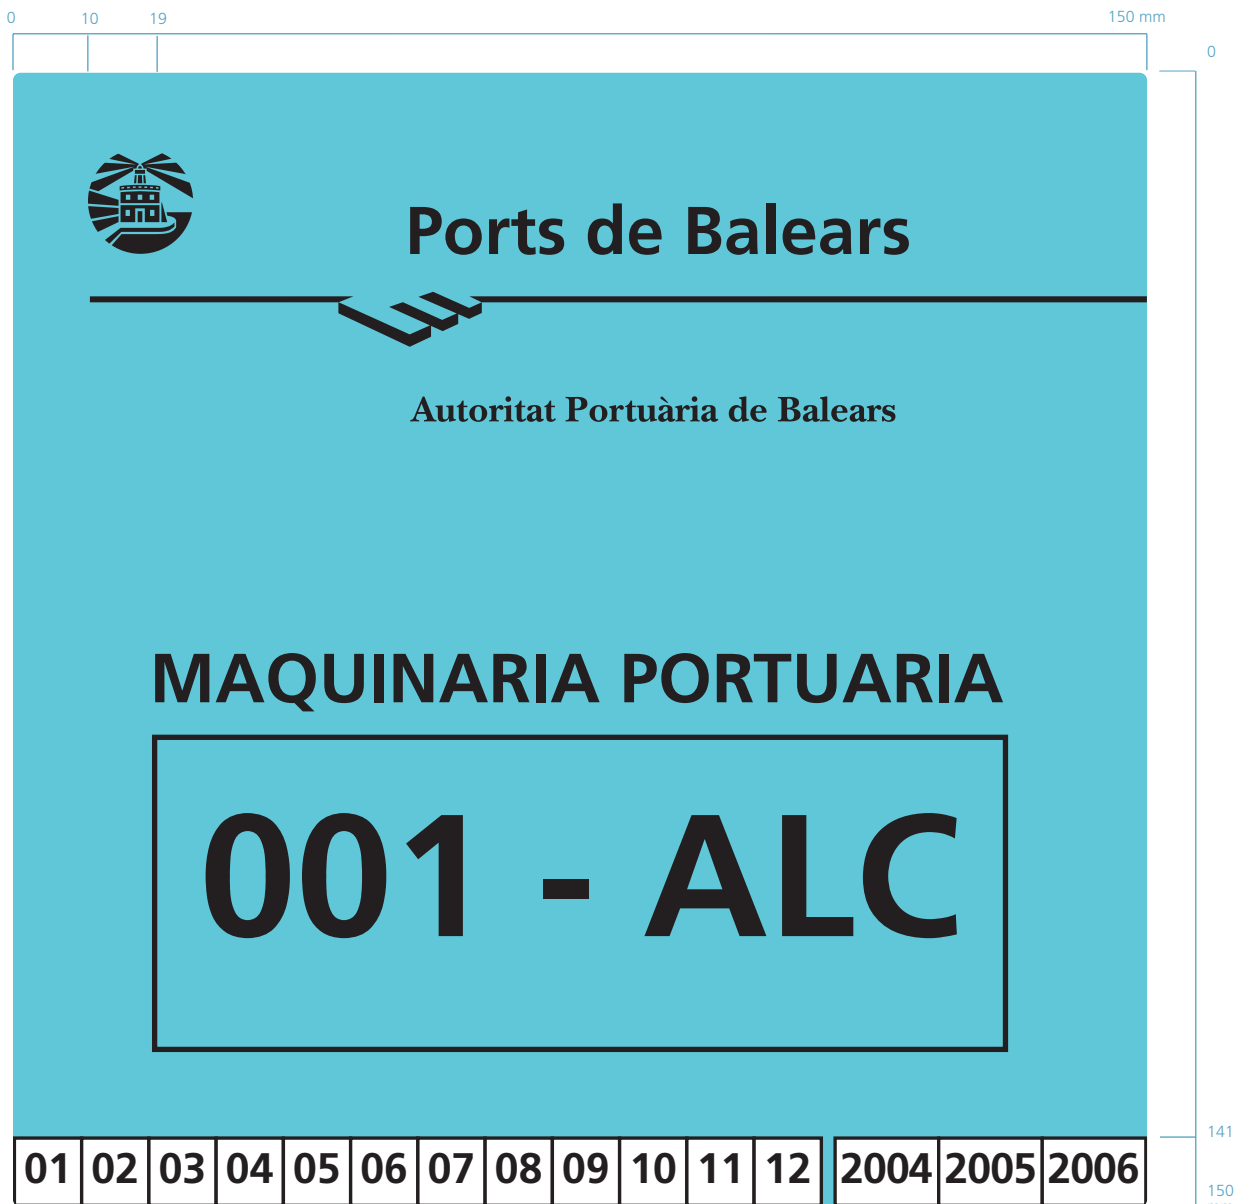 0 10 19 150 mm
0
Ports de Balears
Autoritat Portuària de Balears
MAQUINARIA PORTUARIA
001 - ALC
141
01 02 03 04 05 06 07 08 09 10 11 12 2004 2005 2006
150